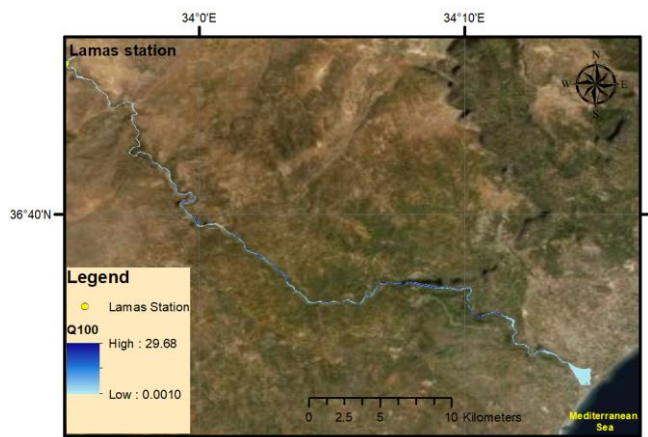 34°0'E 34°10'E
Lamas station
N
W E
S
36°40'N
Legend
Lamas Station
Q100
High : 29.68
Low : 0.0010
0 2.5 5 10 Kilometers
Mediterranean
Sea